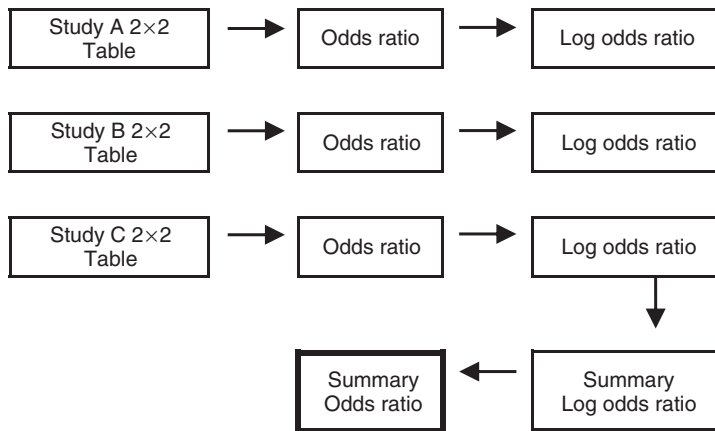 Study A 2×2
Table
Odds ratio
Log odds ratio
Study B 2×2
Table
Odds ratio
Log odds ratio
Study C 2×2
Table
Odds ratio
Log odds ratio
Summary
Odds ratio
Summary
Log odds ratio